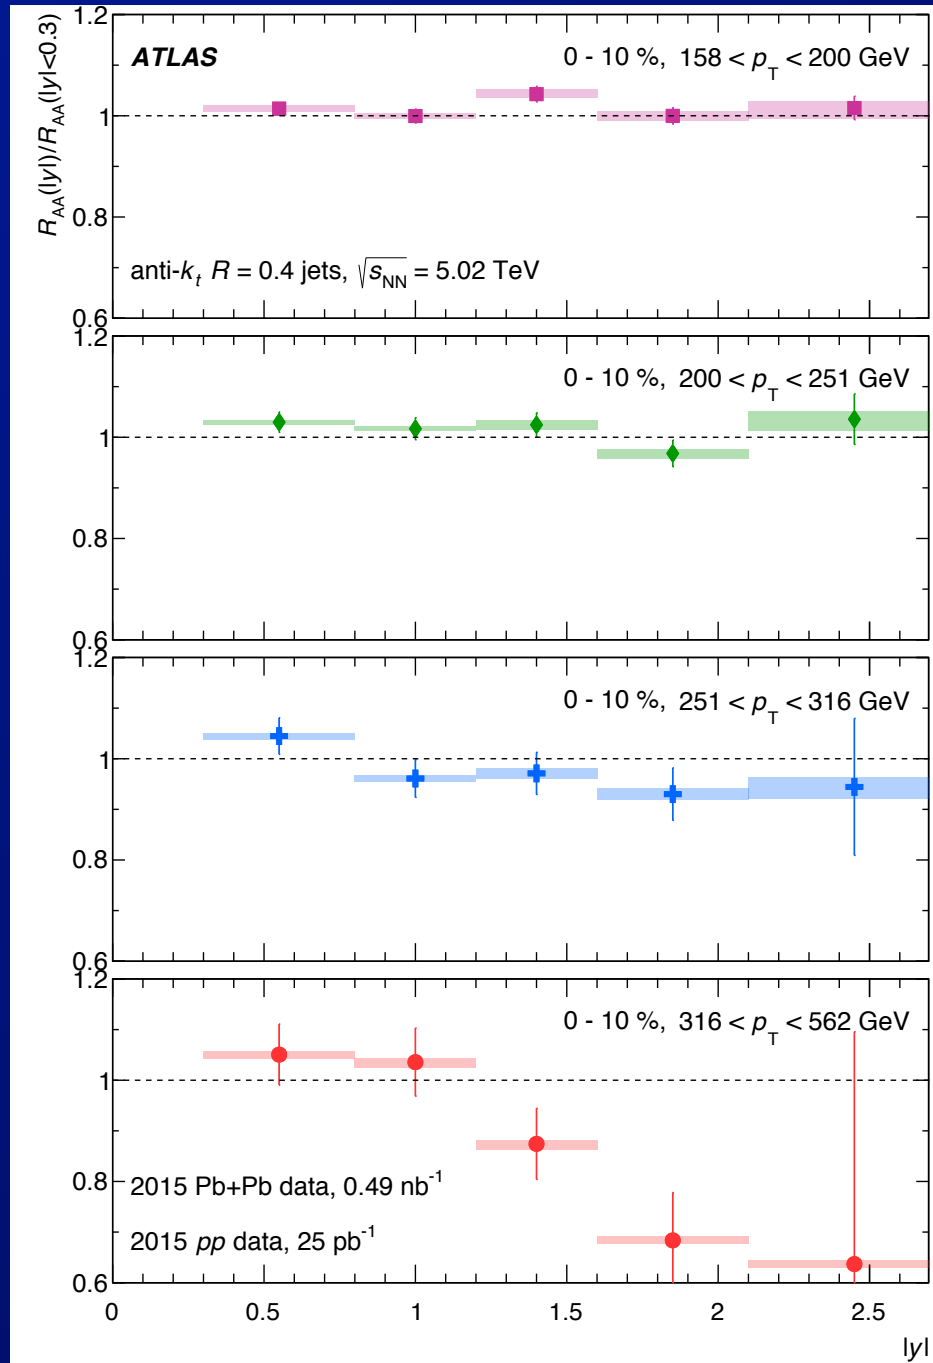 R_AA(|y|)/R_AA(|y|<0.3)
1.2
ATLAS
0 - 10 %, 158 < p_T < 200 GeV
1
0.8
anti-k_t R = 0.4 jets, √s_NN = 5.02 TeV
0.6
1.2
0 - 10 %, 200 < p_T < 251 GeV
1
0.8
0.6
1.2
0 - 10 %, 251 < p_T < 316 GeV
1
0.8
0.6
1.2
0 - 10 %, 316 < p_T < 562 GeV
1
0.8
2015 Pb+Pb data, 0.49 nb⁻¹
2015 pp data, 25 pb⁻¹
0.6
0 0.5 1 1.5 2 2.5
|y|